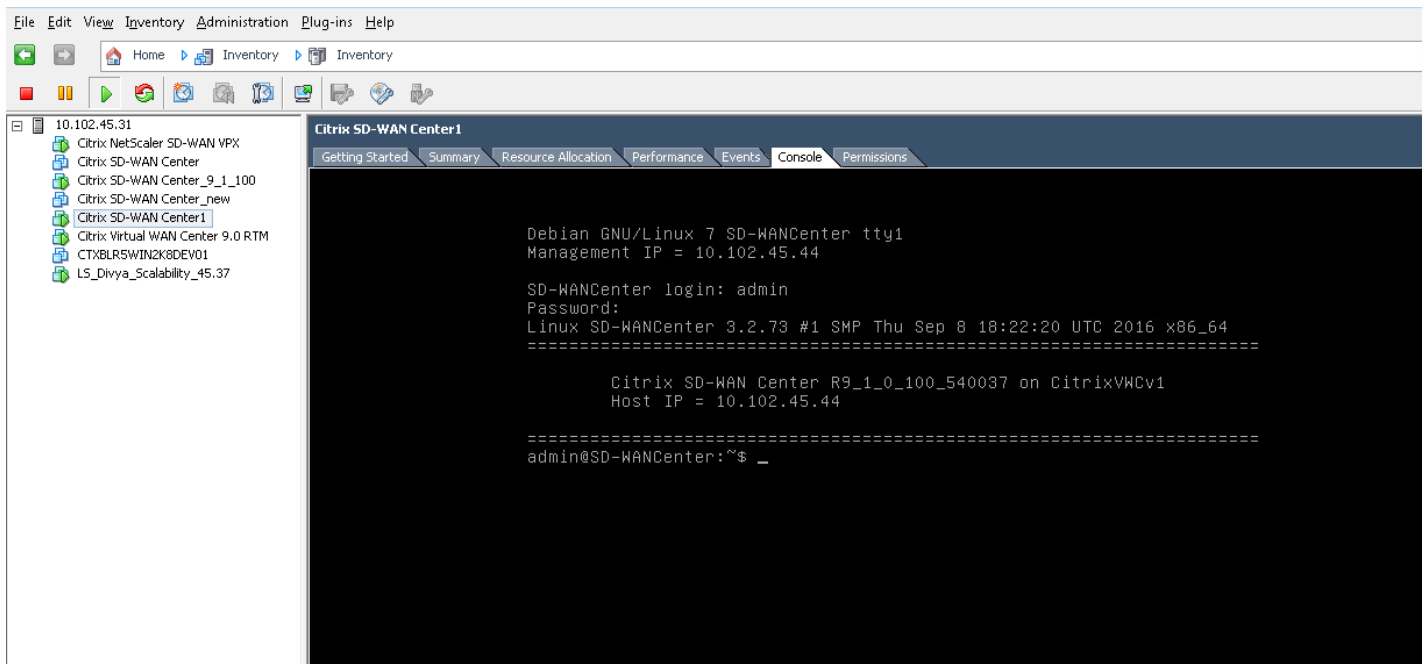 File Edit View Inventory Administration Plug-ins Help
Home Inventory Inventory
10.102.45.31
Citrix NetScaler SD-WAN VPX
Citrix SD-WAN Center
Citrix SD-WAN Center_9_1_100
Citrix SD-WAN Center_new
Citrix SD-WAN Center1
Citrix Virtual WAN Center 9.0 RTM
CTXBLR5WIN2K8DEV01
LS_Divya_Scalability_45.37
Citrix SD-WAN Center1
Getting Started Summary Resource Allocation Performance Events Console Permissions
Debian GNU/Linux 7 SD-WANCenter tty1
Management IP = 10.102.45.44
SD-WANCenter login: admin
Password:
Linux SD-WANCenter 3.2.73 #1 SMP Thu Sep 8 18:22:20 UTC 2016 x86_64
======================================================================
Citrix SD-WAN Center R9_1_0_100_540037 on CitrixVWCv1
Host IP = 10.102.45.44
======================================================================
admin@SD-WANCenter:~$ _